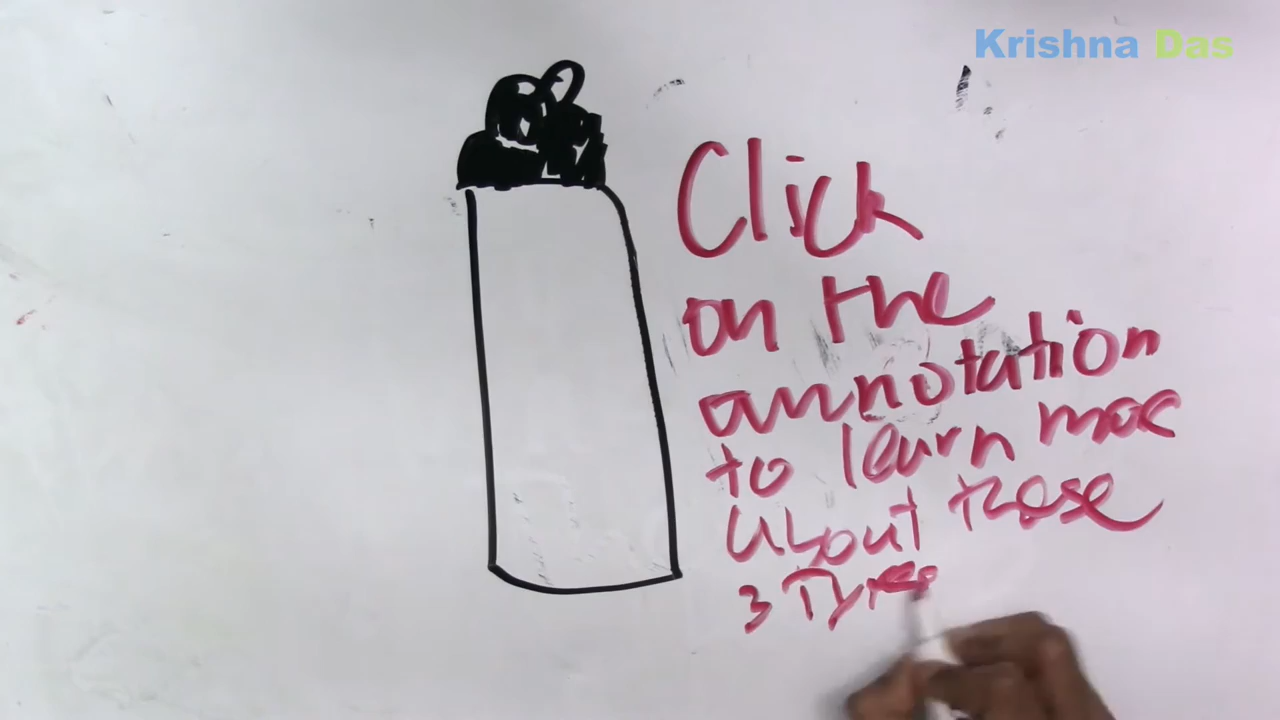 Krishna Das
Click
on the
annotation
to learn more
about these
3 Types